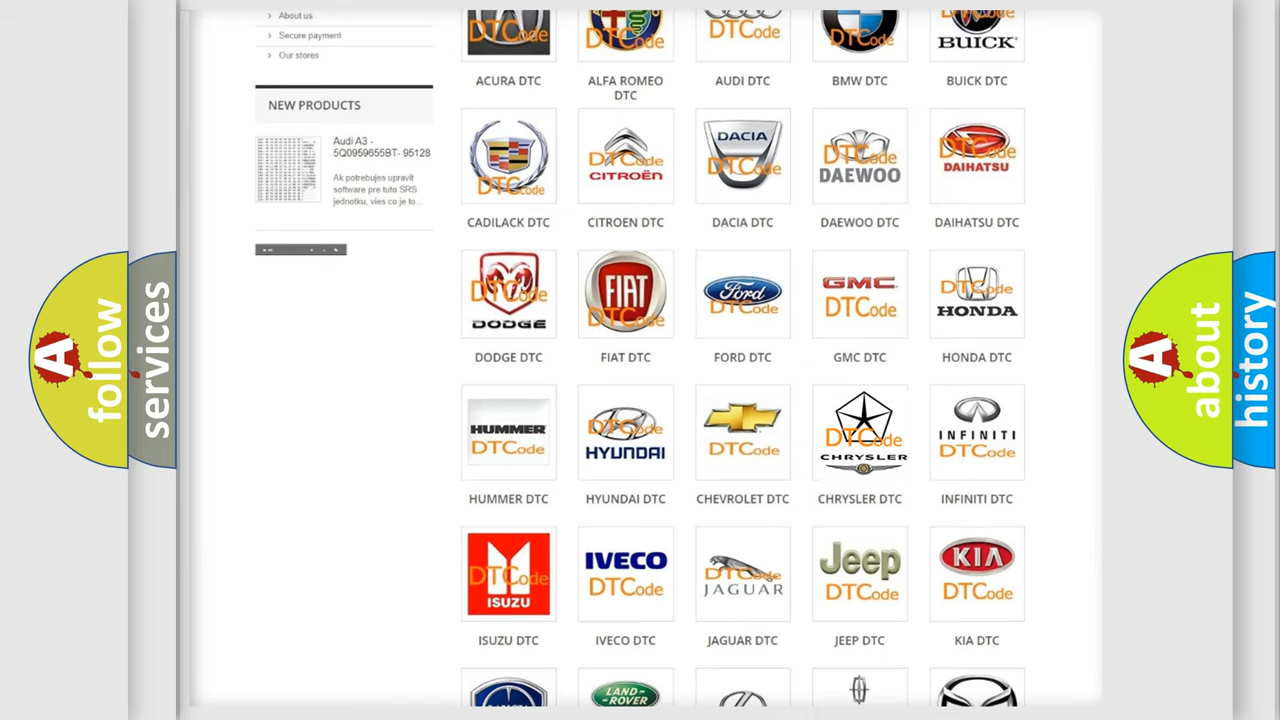 About us
Secure payment
Our stores
NEW PRODUCTS
Audi A3 -
5Q0959655BT- 95128
Ak potrebujes upravit
software pre tuto SRS
jednotku, vies co je to...
DTCode
DTCode
DTCode
DTCode
BUICK
ACURA DTC
ALFA ROMEO
DTC
AUDI DTC
BMW DTC
BUICK DTC
DTCode
DTCode
CITROËN
DACIA
DTCode
DTCode
DAEWOO
DTCode
DAIHATSU
CADILACK DTC
CITROEN DTC
DACIA DTC
DAEWOO DTC
DAIHATSU DTC
DTCode
DODGE
FIAT
DTCode
Ford
DTCode
GMC
DTCode
DTCode
HONDA
DODGE DTC
FIAT DTC
FORD DTC
GMC DTC
HONDA DTC
HUMMER
DTCode
DTCode
HYUNDAI
DTCode
DTCode
CHRYSLER
INFINITI
DTCode
HUMMER DTC
HYUNDAI DTC
CHEVROLET DTC
CHRYSLER DTC
INFINITI DTC
DTCode
ISUZU
IVECO
DTCode
DTCode
JAGUAR
Jeep
DTCode
KIA
DTCode
ISUZU DTC
IVECO DTC
JAGUAR DTC
JEEP DTC
KIA DTC
LAND-
ROVER
A
follow
services
A
about
history